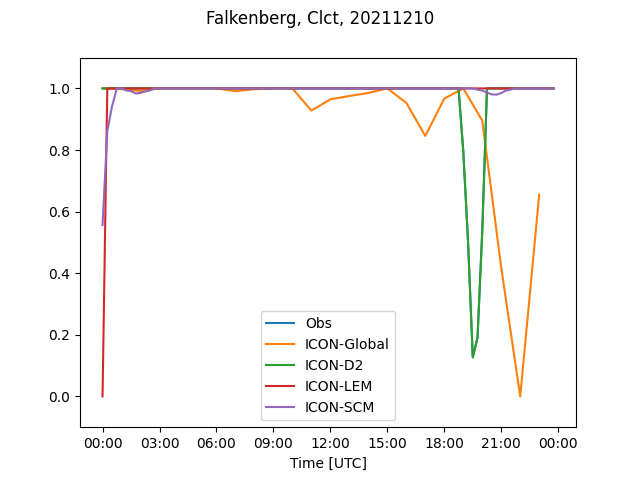 Falkenberg, Clct, 20211210
1.0
0.8
0.6
0.4
0.2
0.0
Obs
ICON-Global
ICON-D2
ICON-LEM
ICON-SCM
00:00 03:00 06:00 09:00 12:00 15:00 18:00 21:00 00:00
Time [UTC]